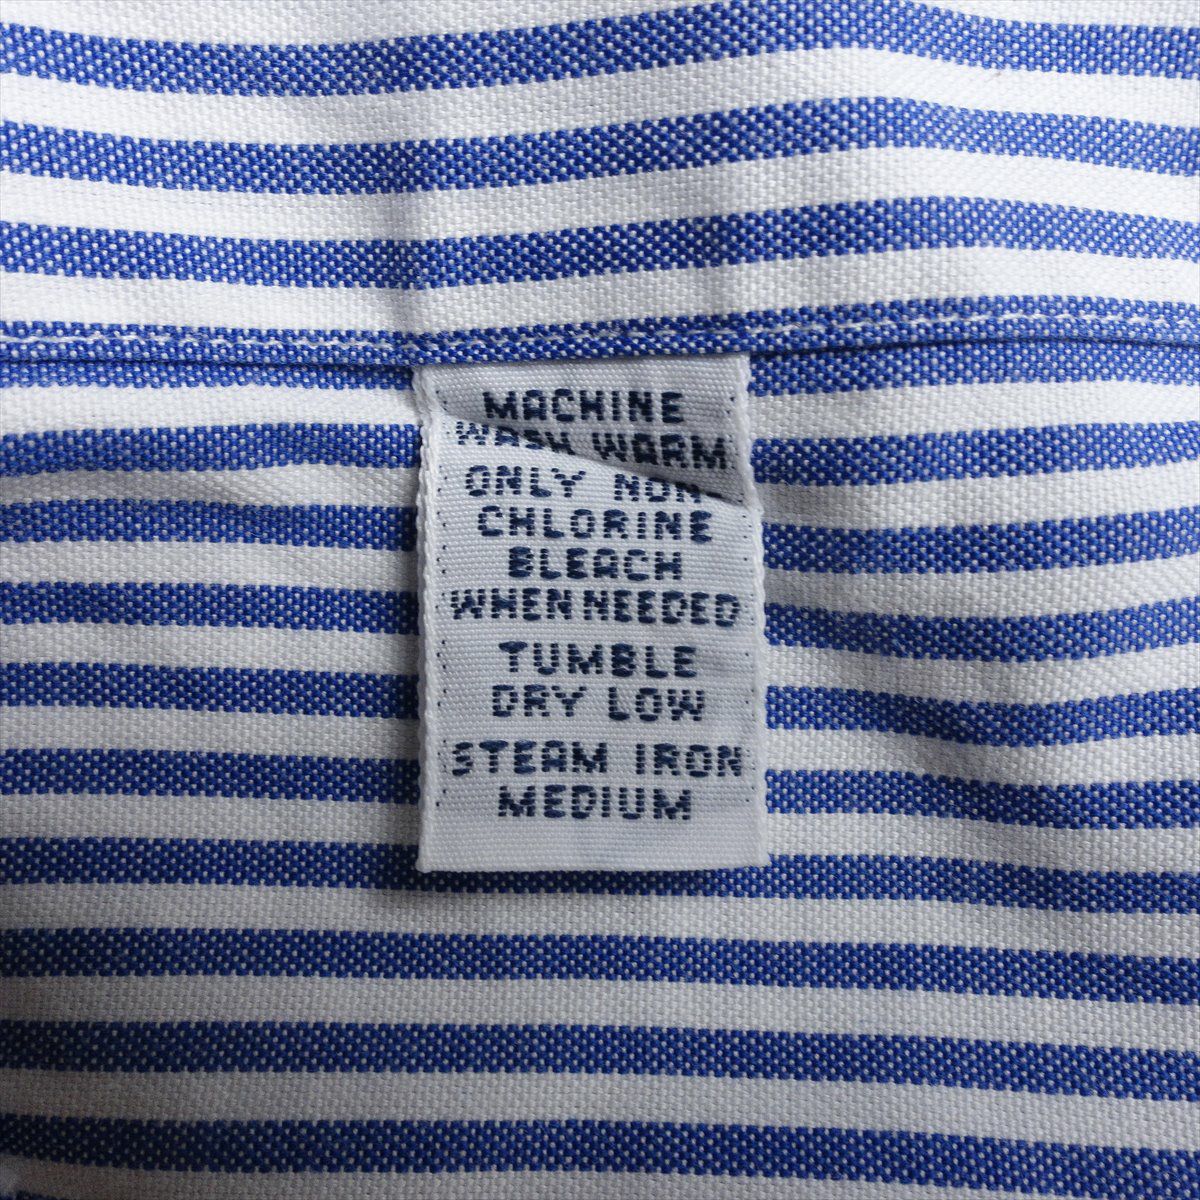 MACHINE
WASH WARM
ONLY NON-
CHLORINE
BLEACH
WHEN NEEDED
TUMBLE
DRY LOW
STEAM IRON
MEDIUM